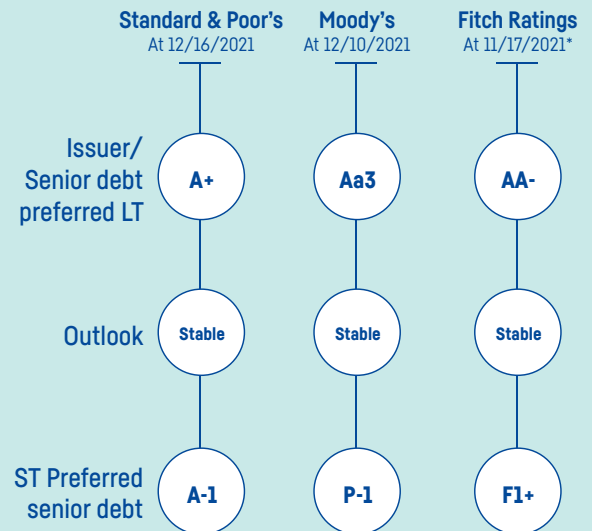 Standard & Poor's Moody's Fitch Ratings
At 12/16/2021 At 12/10/2021 At 11/17/2021*
Issuer/
Senior debt
preferred LT
A+ Aa3 AA-
Outlook Stable Stable Stable
ST Preferred
senior debt
A-1 P-1 F1+